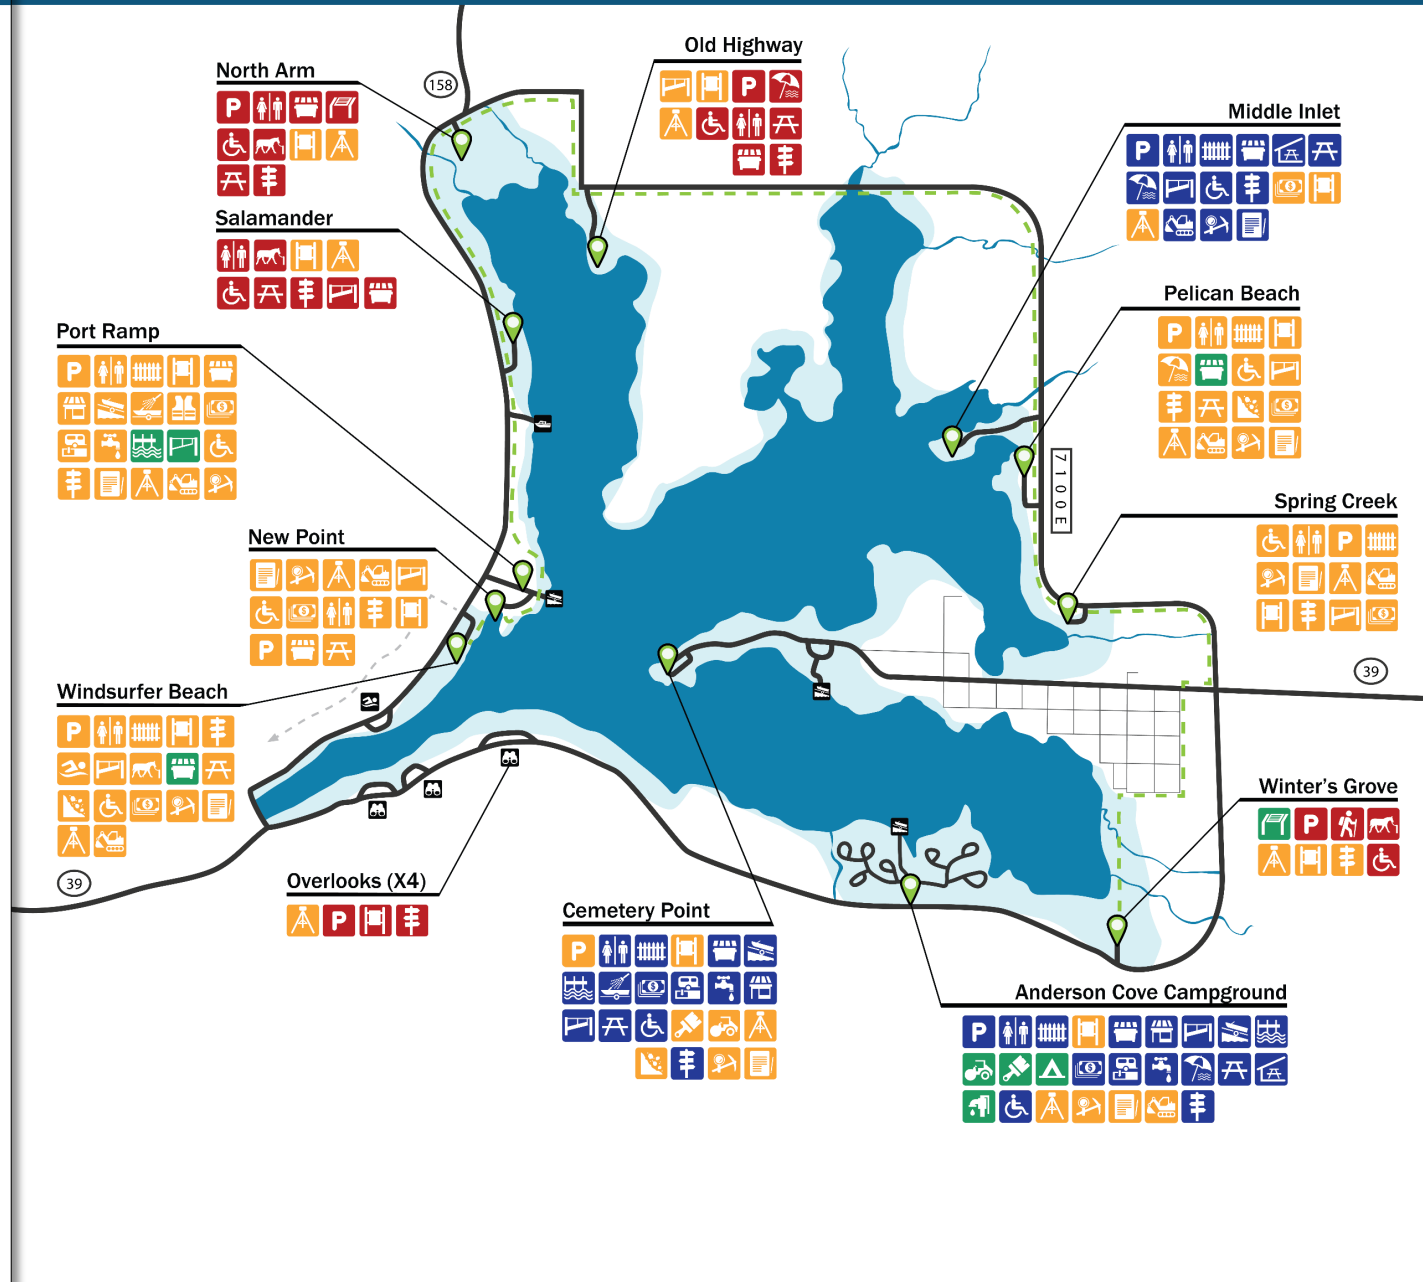 Old Highway
North Arm
158
P
P
Middle Inlet
P
Salamander
Pelican Beach
P
Port Ramp
P
7100E
Spring Creek
P
New Point
P
39
Windsurfer Beach
P
Winter's Grove
P
39
Overlooks (X4)
P
Cemetery Point
P
Anderson Cove Campground
P